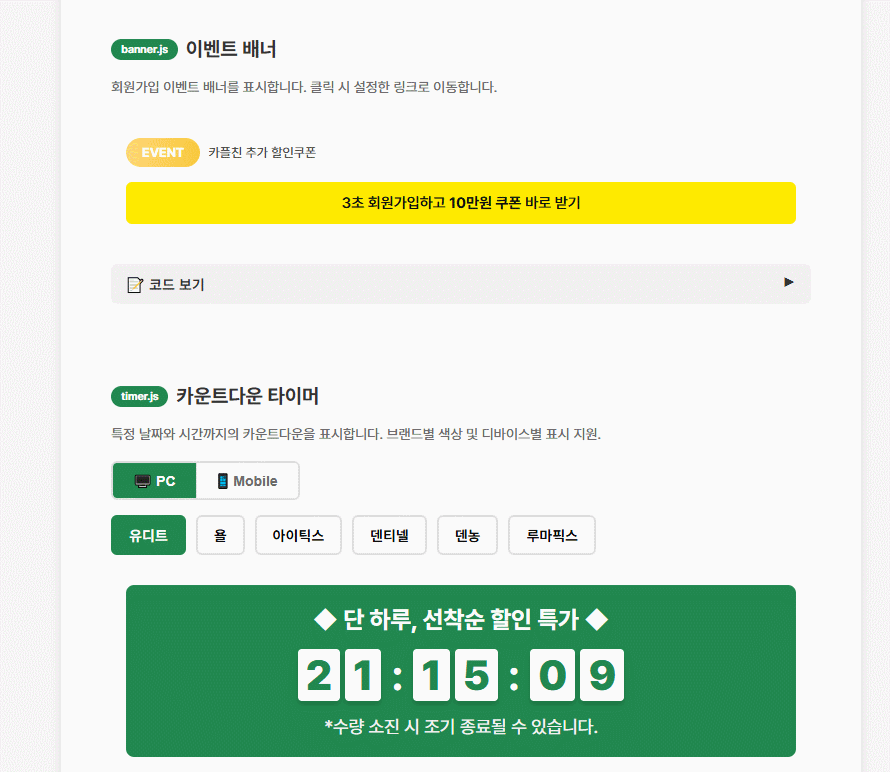 banner.js 이벤트 배너
회원가입 이벤트 배너를 표시합니다. 클릭 시 설정한 링크로 이동합니다.
EVENT 카플친 추가 할인쿠폰
3초 회원가입하고 10만원 쿠폰 바로 받기
📝 코드 보기 ▶
timer.js 카운트다운 타이머
특정 날짜와 시간까지의 카운트다운을 표시합니다. 브랜드별 색상 및 디바이스별 표시 지원.
🖥️ PC 📱 Mobile
유디트 욜 아이틱스 덴티넬 덴농 루마픽스
◆ 단 하루, 선착순 할인 특가 ◆
21 : 15 : 09
*수량 소진 시 조기 종료될 수 있습니다.